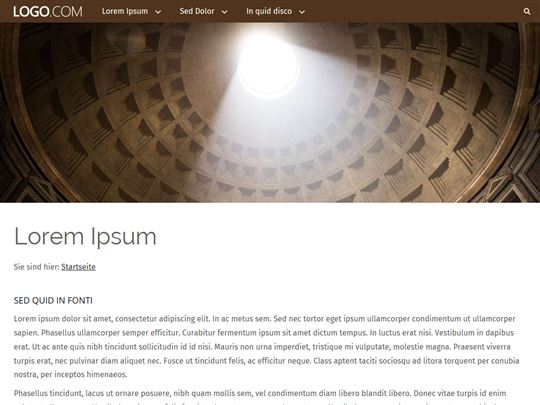 LOGO.COM Lorem Ipsum Sed Dolor In quid disco
Lorem Ipsum
Sie sind hier: Startseite
SED QUID IN FONTI
Lorem ipsum dolor sit amet, consectetur adipiscing elit. In ac metus sem. Sed nec tortor eget ipsum ullamcorper condimentum ut ullamcorper
sapien. Phasellus ullamcorper semper efficitur. Curabitur fermentum ipsum sit amet dictum tempus. In luctus erat nisi. Vestibulum in dapibus
erat. Ut ac ante quis nibh tincidunt sollicitudin id id nisi. Mauris non urna imperdiet, tristique mi vulputate, molestie magna. Praesent viverra
turpis erat, nec pulvinar diam aliquet nec. Fusce ut tincidunt felis, ac efficitur neque. Class aptent taciti sociosqu ad litora torquent per conubia
nostra, per inceptos himenaeos.
Phasellus tincidunt, lacus ut ornare posuere, nibh quam mollis sem, vel condimentum diam libero blandit libero. Donec vitae turpis id enim